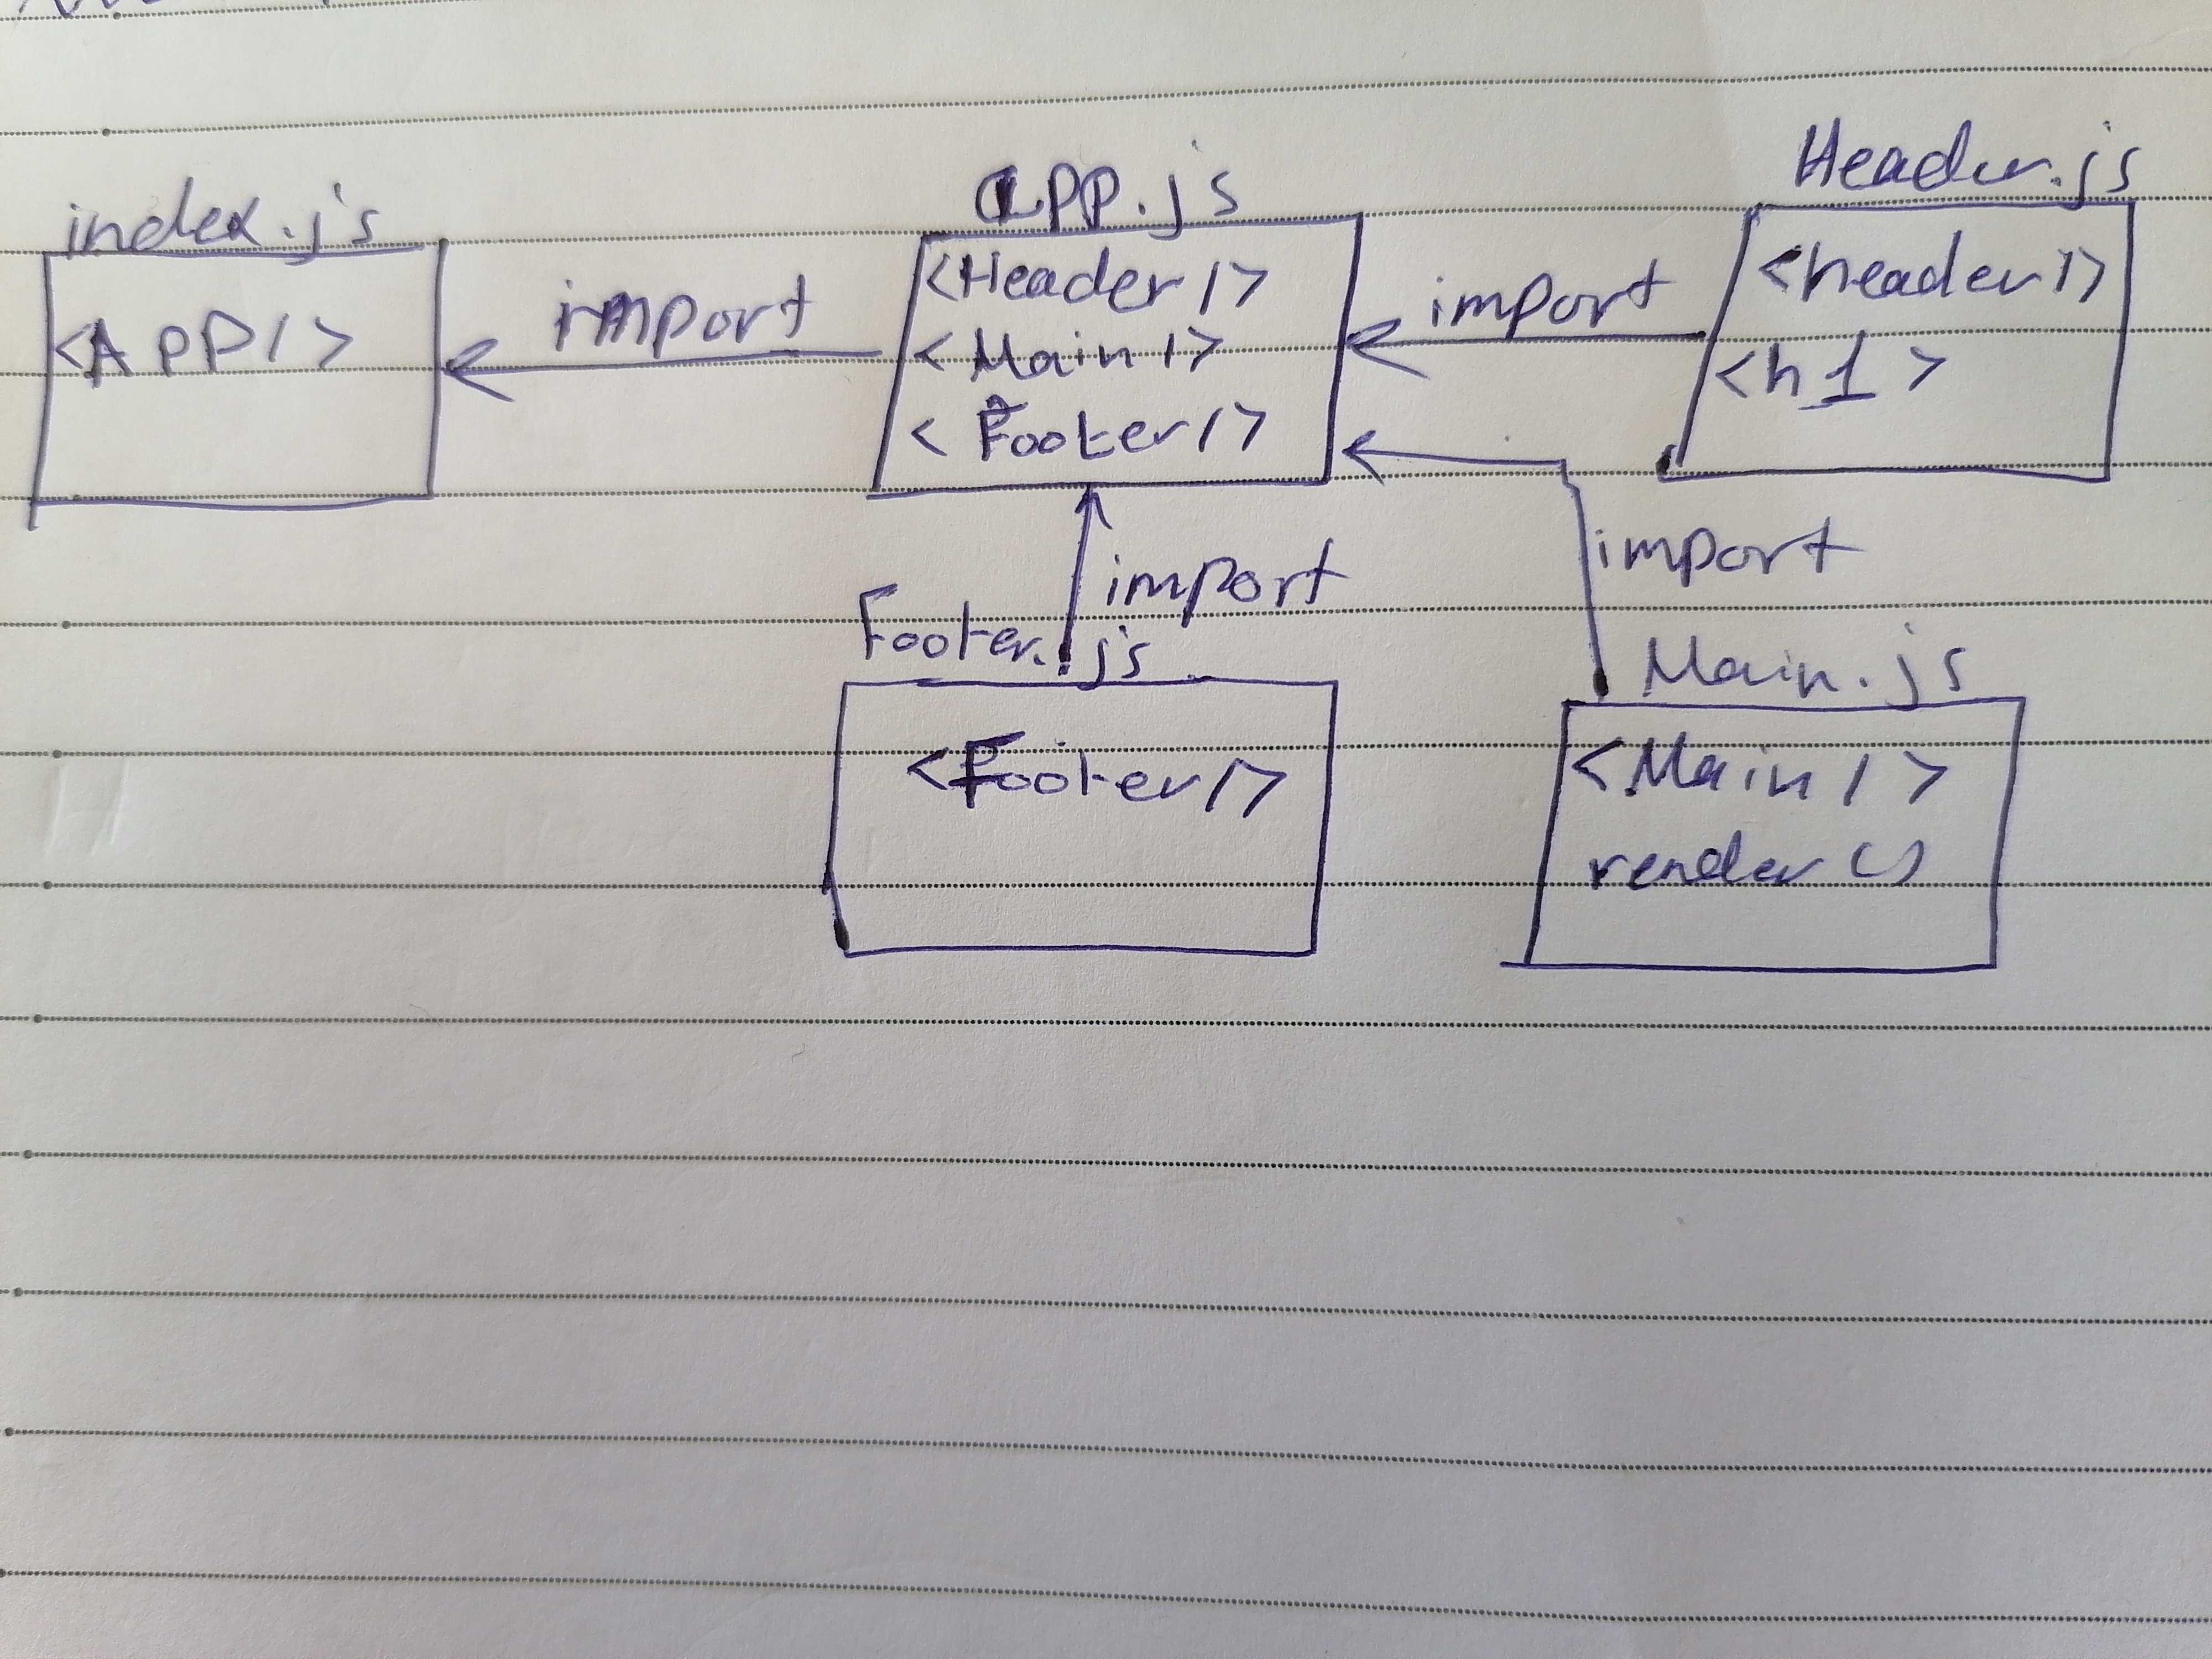 index.js
<App/>
import
app.js
<Header/>
<Main/>
<Footer/>
import
Header.js
<header/>
<h1>
import
Footer.js
<Footer/>
import
Main.js
<Main/>
render()